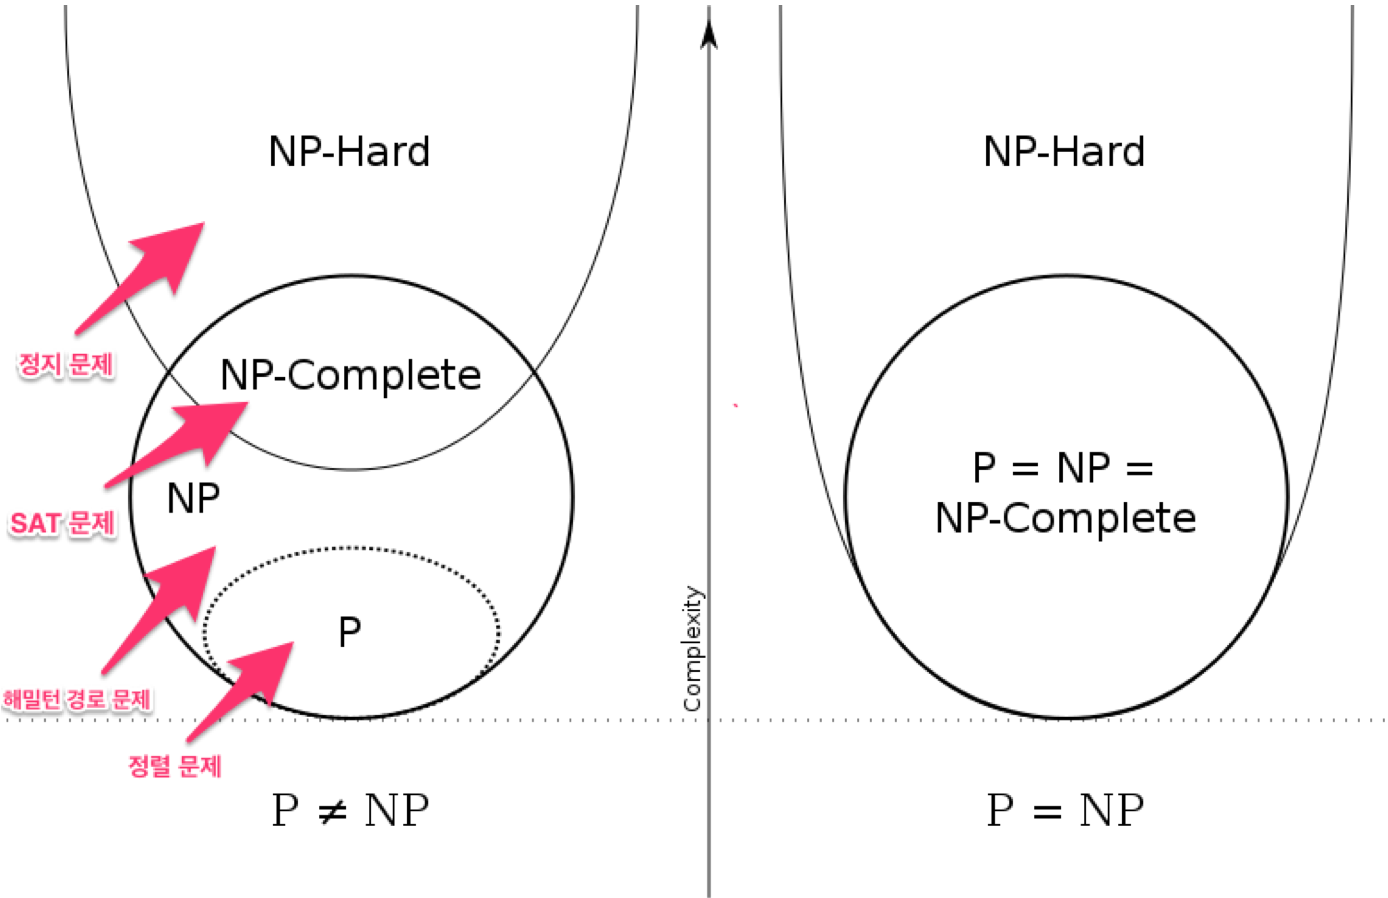 NP-Hard
정지 문제
NP-Complete
SAT 문제
NP
해밀턴 경로 문제
P
정렬 문제
P ≠ NP
Complexity
NP-Hard
P = NP =
NP-Complete
P = NP